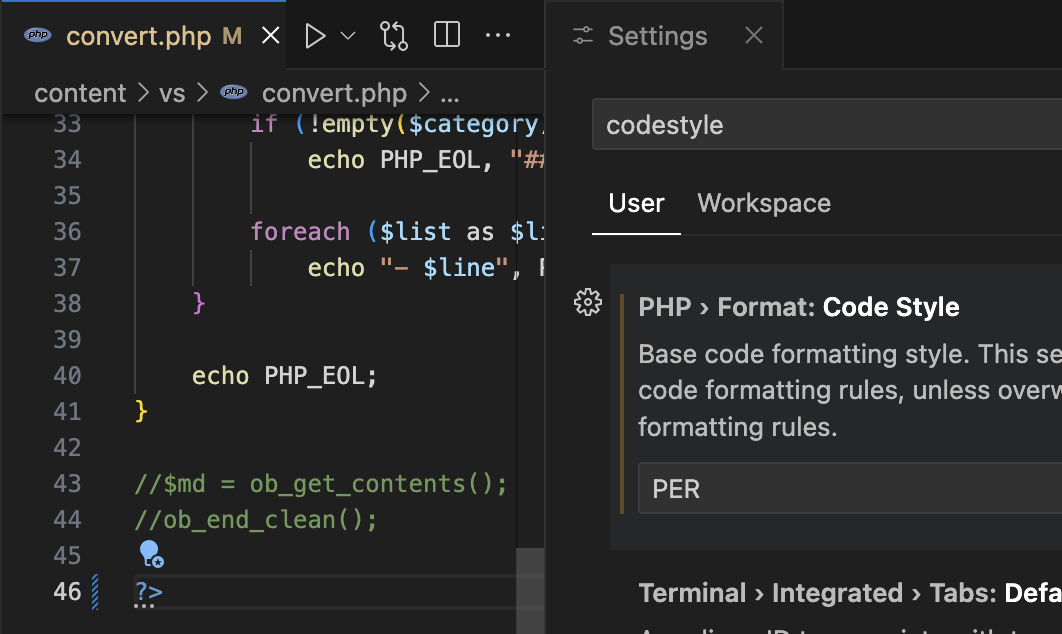 php convert.php M
content > vs > php convert.php > ...
33 if (!empty($category)
34 echo PHP_EOL, "##
35
36 foreach ($list as $li
37 echo "- $line", P
38 }
39
40 echo PHP_EOL;
41 }
42
43 //$md = ob_get_contents();
44 //ob_end_clean();
45
46 ?>
Settings
codestyle
User Workspace
PHP › Format: Code Style
Base code formatting style. This se
code formatting rules, unless overw
formatting rules.
PER
Terminal › Integrated › Tabs: Defa